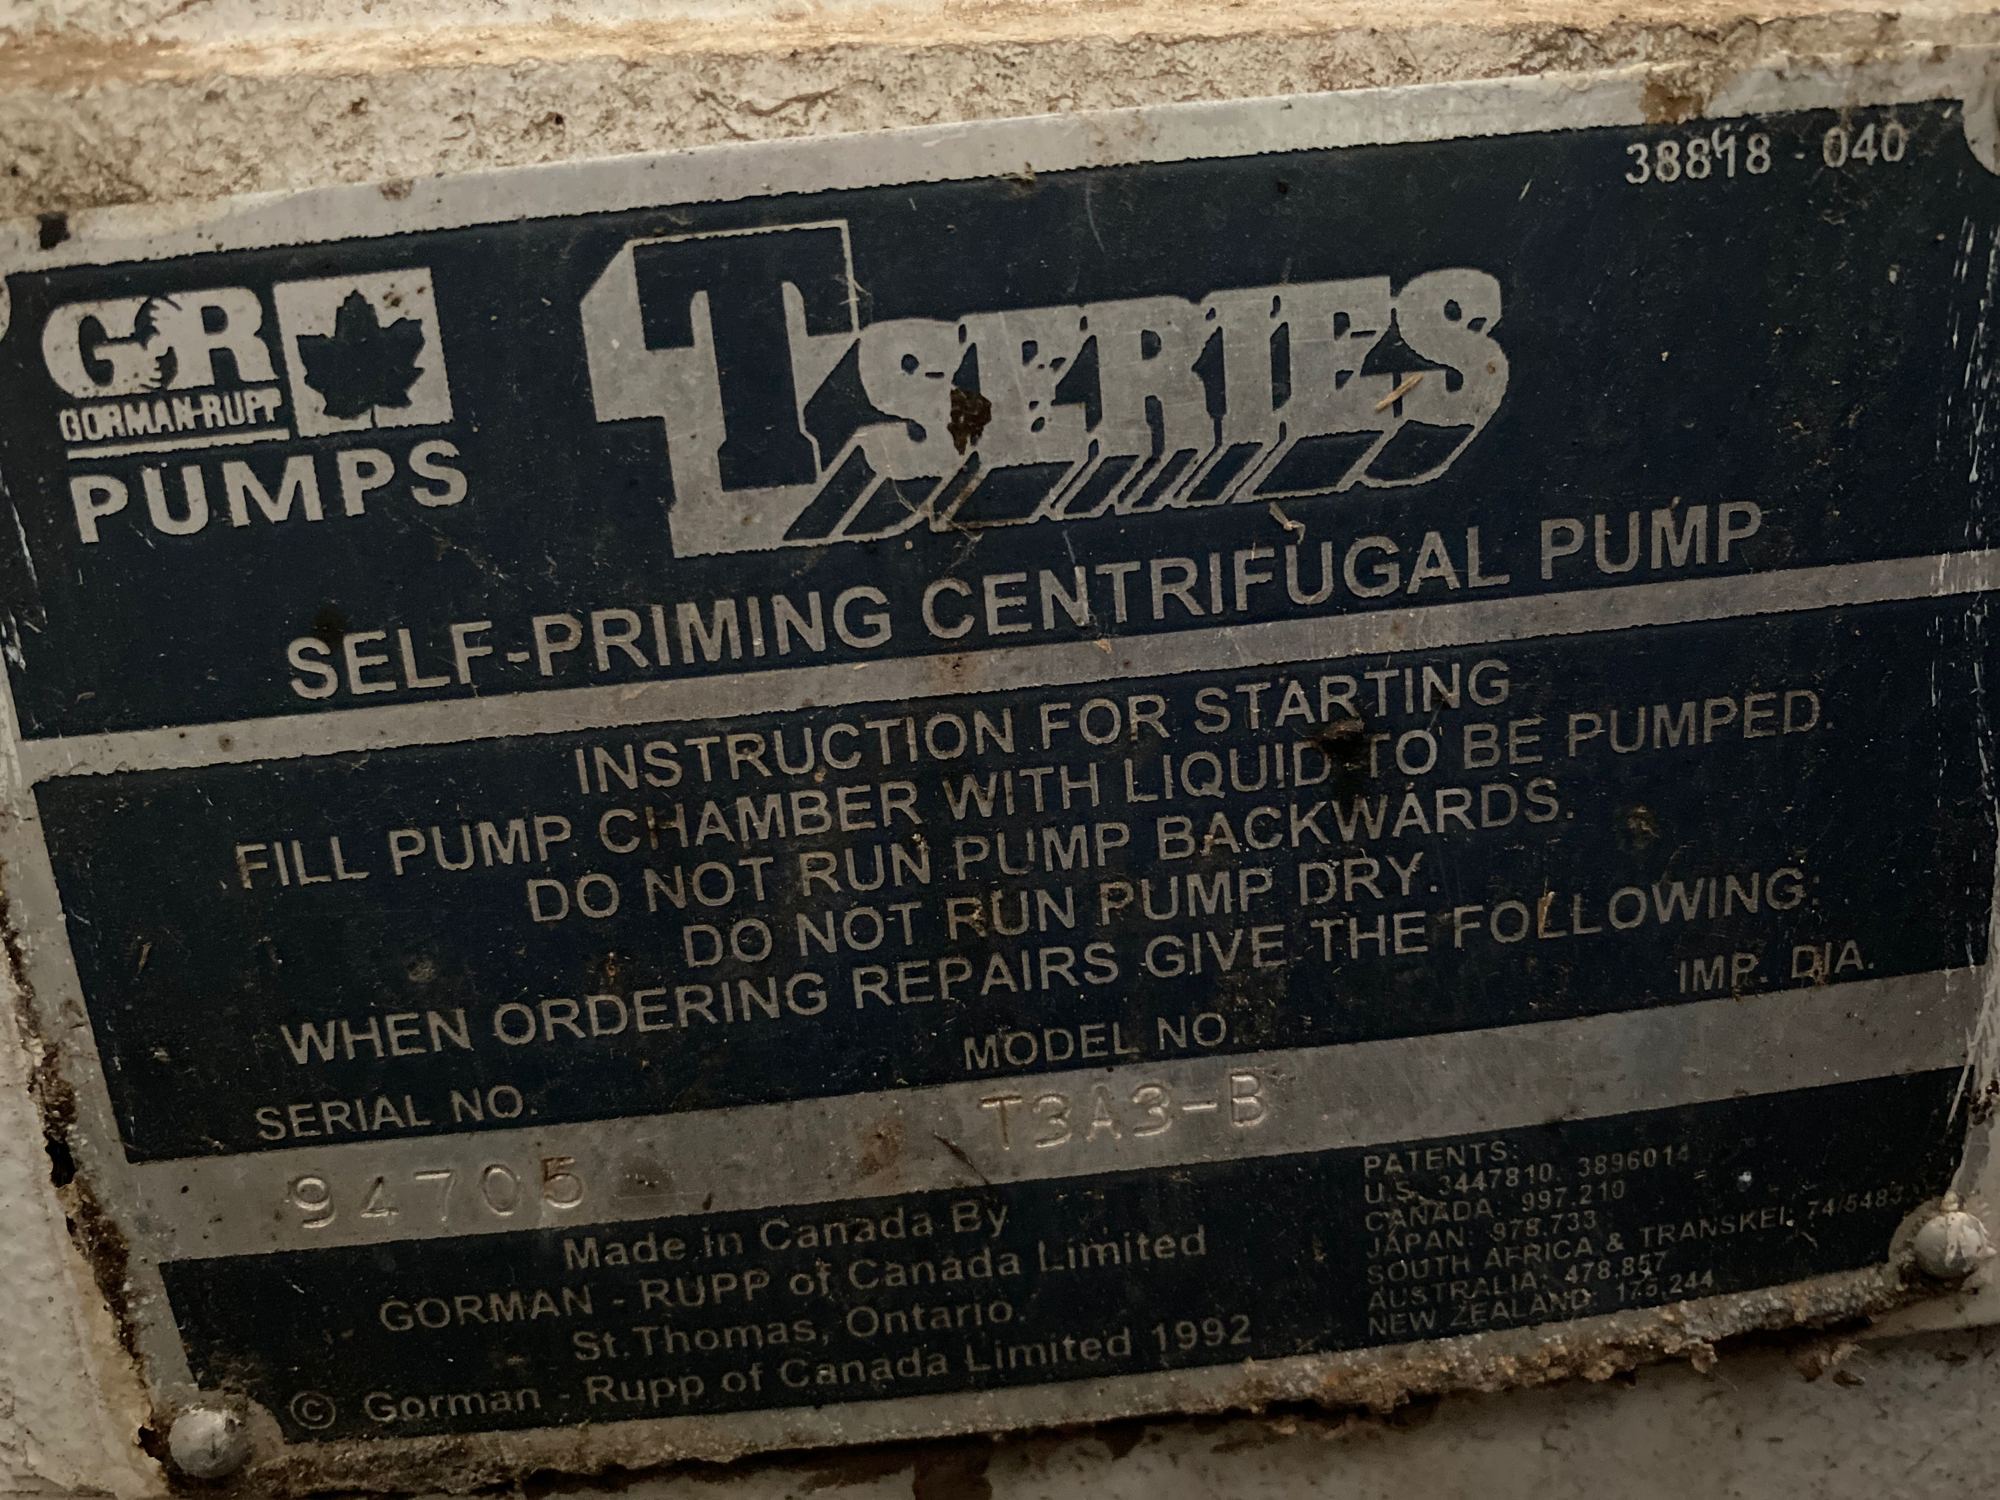 38818 - 040
GR
GORMAN-RUPP
PUMPS
T SERIES
SELF-PRIMING CENTRIFUGAL PUMP
INSTRUCTION FOR STARTING
FILL PUMP CHAMBER WITH LIQUID TO BE PUMPED.
DO NOT RUN PUMP BACKWARDS.
DO NOT RUN PUMP DRY.
WHEN ORDERING REPAIRS GIVE THE FOLLOWING:
SERIAL NO. MODEL NO. IMP. DIA.
94705 T3A3-B
Made in Canada By
GORMAN - RUPP of Canada Limited
St. Thomas, Ontario.
© Gorman - Rupp of Canada Limited 1992
PATENTS:
U.S. 3447810, 3896014
CANADA: 997,210
JAPAN: 978,733
SOUTH AFRICA & TRANSKEI: 74/5483
AUSTRALIA: 478,857
NEW ZEALAND: 175,244